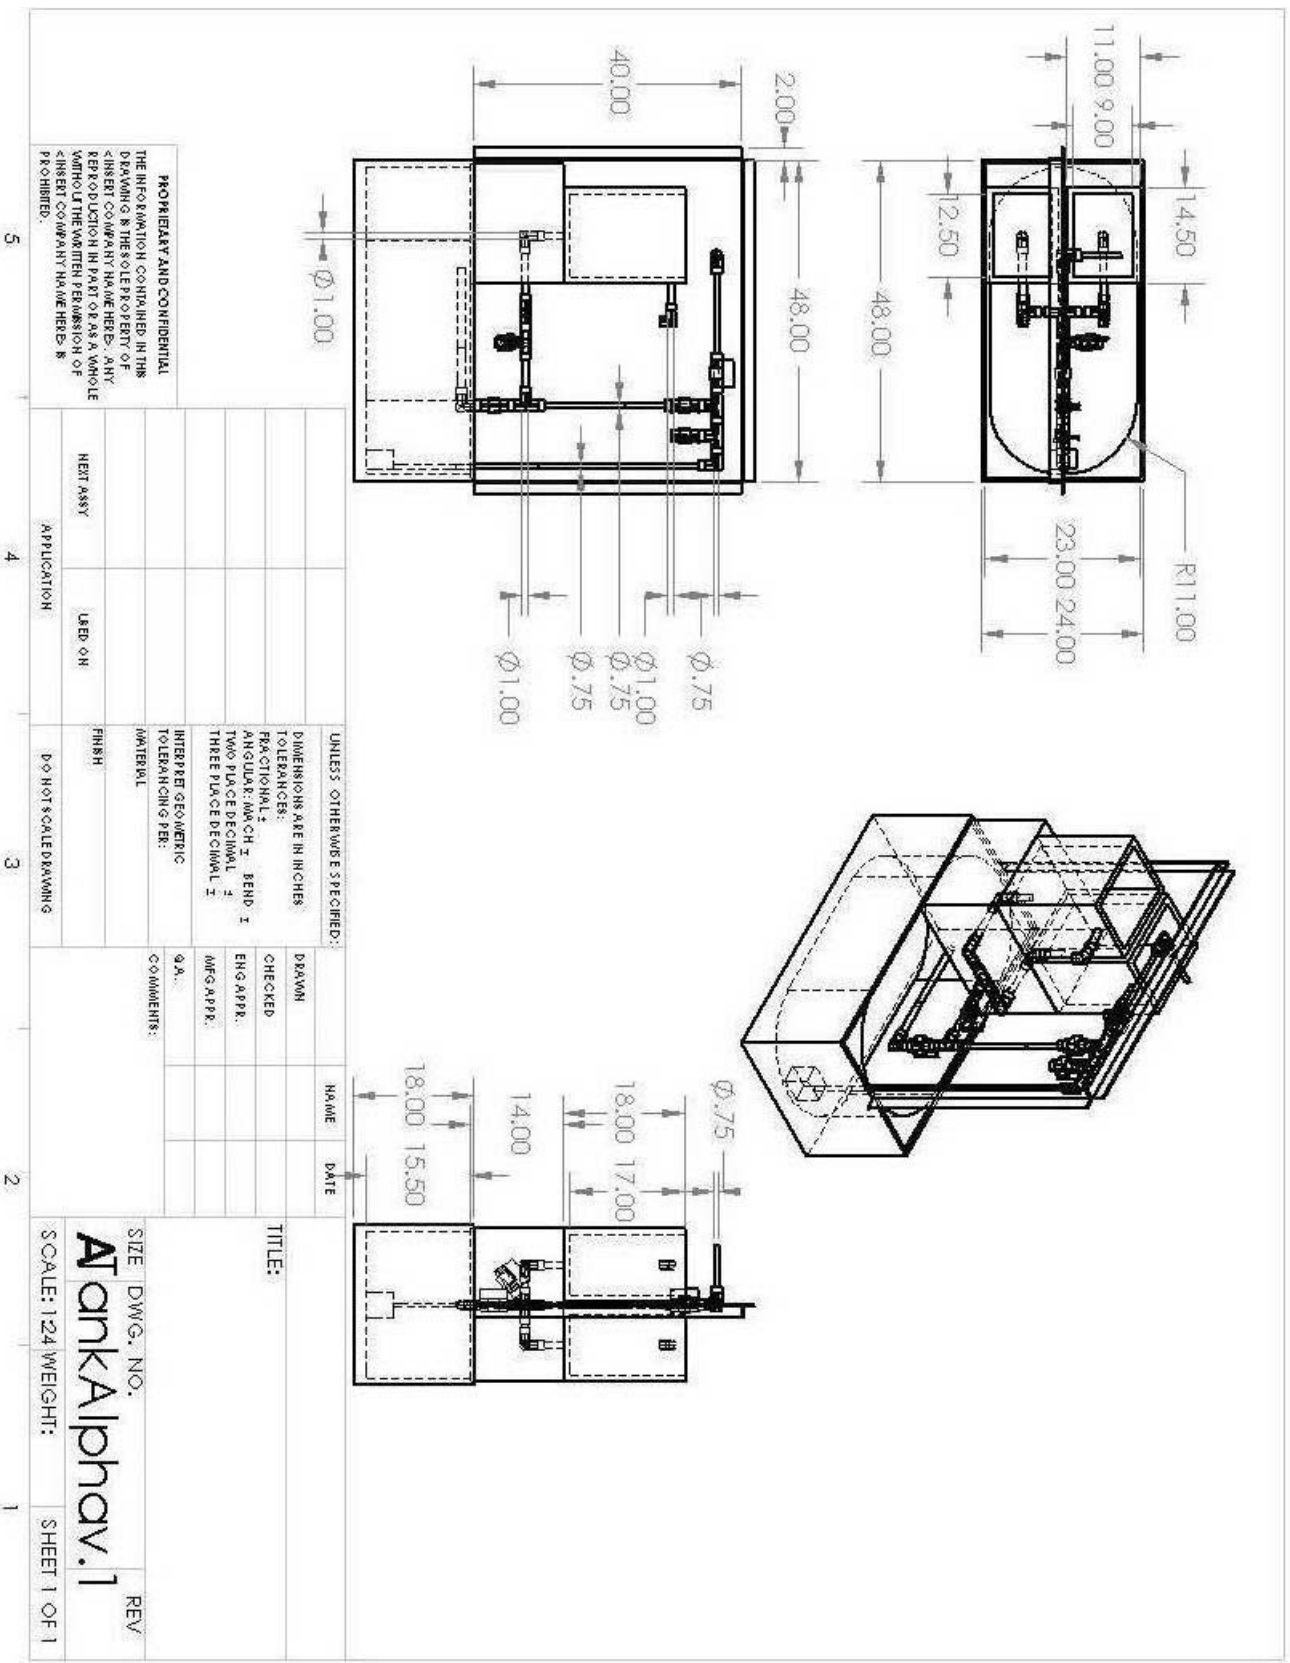 11.00 9.00
14.50
12.50
48.00
R11.00
23.00 24.00
2.00
40.00
48.00
Ø1.00
Ø.75
Ø1.00
Ø.75
Ø.75
Ø1.00
Ø.75
18.00 17.00
14.00
18.00 15.50
PROPRIETARY AND CONFIDENTIAL
THE INFORMATION CONTAINED IN THIS
DRAWING IS THE SOLE PROPERTY OF
<INSERT COMPANY NAME HERE>. ANY
REPRODUCTION IN PART OR AS A WHOLE
WITHOUT THE WRITTEN PERMISSION OF
<INSERT COMPANY NAME HERE> IS
PROHIBITED.
NEXT ASSY
USED ON
APPLICATION
UNLESS OTHERWISE SPECIFIED:
DIMENSIONS ARE IN INCHES
TOLERANCES:
FRACTIONAL ±
ANGULAR: MACH ± BEND ±
TWO PLACE DECIMAL ±
THREE PLACE DECIMAL ±
INTERPRET GEOMETRIC
TOLERANCING PER:
MATERIAL
FINISH
DO NOT SCALE DRAWING
NAME
DATE
DRAWN
CHECKED
ENG APPR.
MFG APPR.
Q.A.
COMMENTS:
TITLE:
SIZE DWG. NO. REV
A TankAlphav.1
SCALE: 1:24 WEIGHT: SHEET 1 OF 1
5 4 3 2 1